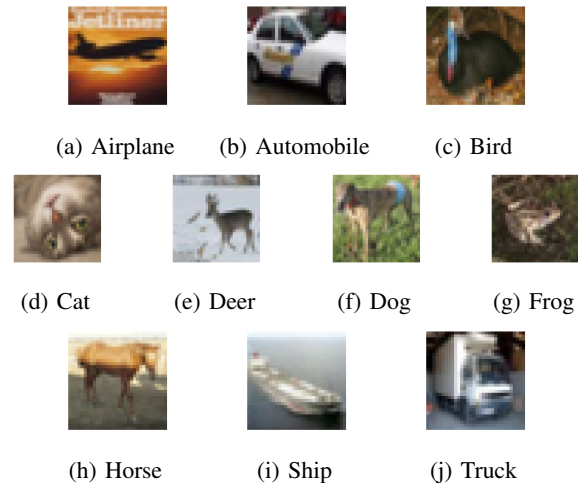 Jetliner
(a) Airplane
(b) Automobile
(c) Bird
(d) Cat
(e) Deer
(f) Dog
(g) Frog
(h) Horse
(i) Ship
(j) Truck